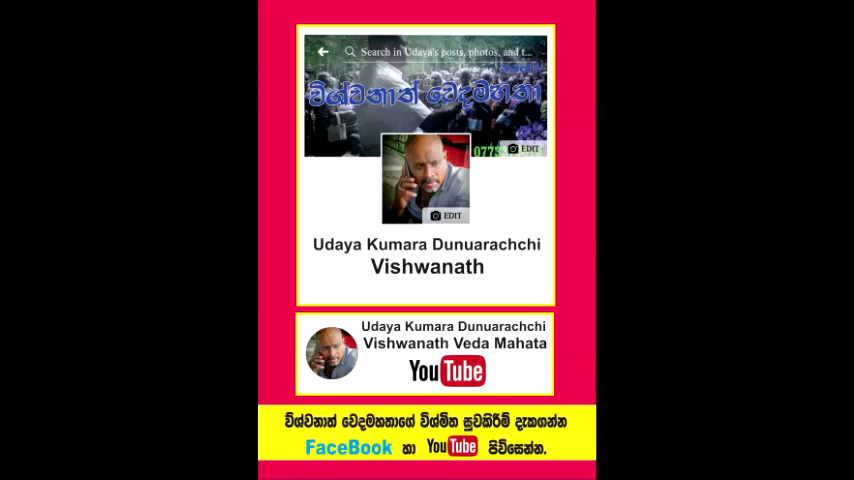 Search in Udaya's posts, photos, and t...
විශ්වනාත් වෙදමහතා
EDIT
EDIT
Udaya Kumara Dunuarachchi
Vishwanath
Udaya Kumara Dunuarachchi
Vishwanath Veda Mahata
YouTube
විශ්වනාත් වෙදමහතාගේ විශ්මිත සුවකිරීම් දැකගන්න
FaceBook හා YouTube පිවිසෙන්න.